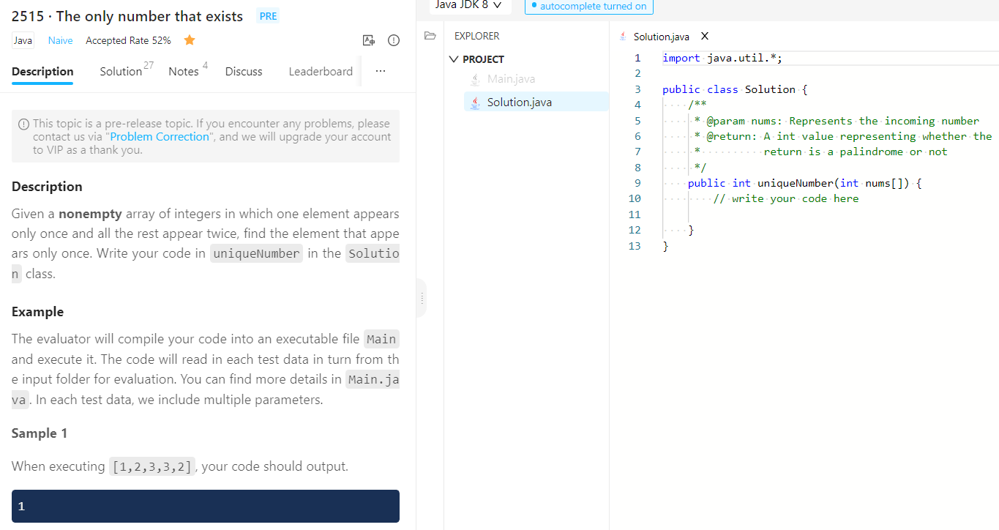 2515 · The only number that exists PRE
Java Naive Accepted Rate 52%
Description Solution 27 Notes 4 Discuss Leaderboard ...
This topic is a pre-release topic. If you encounter any problems, please
contact us via "Problem Correction", and we will upgrade your account
to VIP as a thank you.
Description
Given a nonempty array of integers in which one element appears
only once and all the rest appear twice, find the element that appe
ars only once. Write your code in uniqueNumber in the Solutio
n class.
Example
The evaluator will compile your code into an executable file Main
and execute it. The code will read in each test data in turn from th
e input folder for evaluation. You can find more details in Main.ja
va. In each test data, we include multiple parameters.
Sample 1
When executing [1,2,3,3,2], your code should output.
1
Java JDK 8 autocomplete turned on
EXPLORER
PROJECT
Main.java
Solution.java
Solution.java X
1 import java.util.*;
2
3 public class Solution {
4 /**
5 * @param nums: Represents the incoming number
6 * @return: A int value representing whether the
7 * return is a palindrome or not
8 */
9 public int uniqueNumber(int nums[]) {
10 // write your code here
11
12 }
13 }